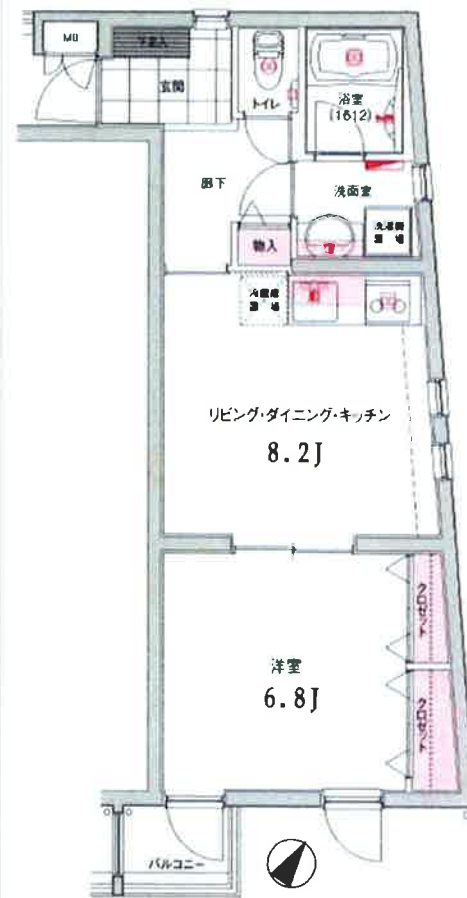 MB
下足入
玄関
トイレ
浴室
(1612)
廊下
洗面室
洗濯機
置場
物入
冷蔵庫
置場
リビング・ダイニング・キッチン
8.2J
洋室
6.8J
クロゼット
クロゼット
バルコニー